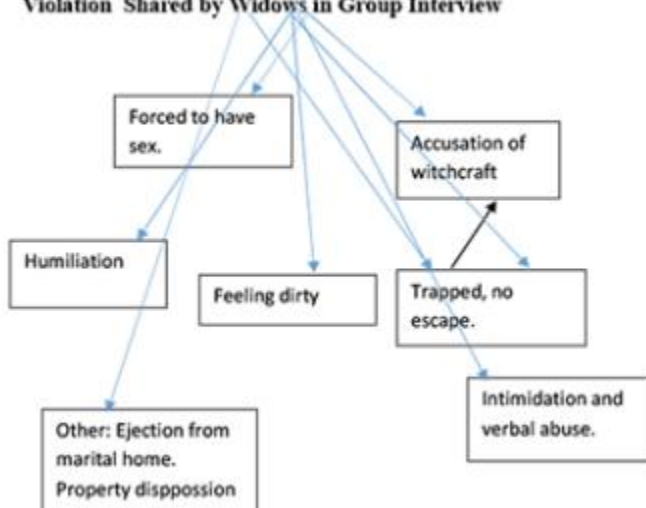 Violation Shared by Widows in Group Interview
Forced to have
sex.
Accusation of
witchcraft
Humiliation
Feeling dirty
Trapped, no
escape.
Intimidation and
verbal abuse.
Other: Ejection from
marital home.
Property disppossion